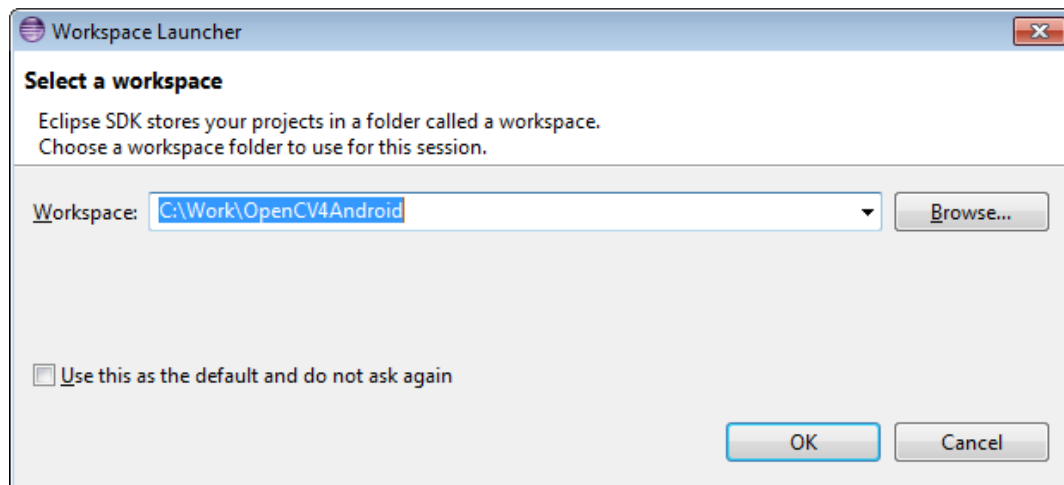 Workspace Launcher
Select a workspace
Eclipse SDK stores your projects in a folder called a workspace.
Choose a workspace folder to use for this session.
Workspace: C:\Work\OpenCV4Android Browse...
Use this as the default and do not ask again
OK Cancel